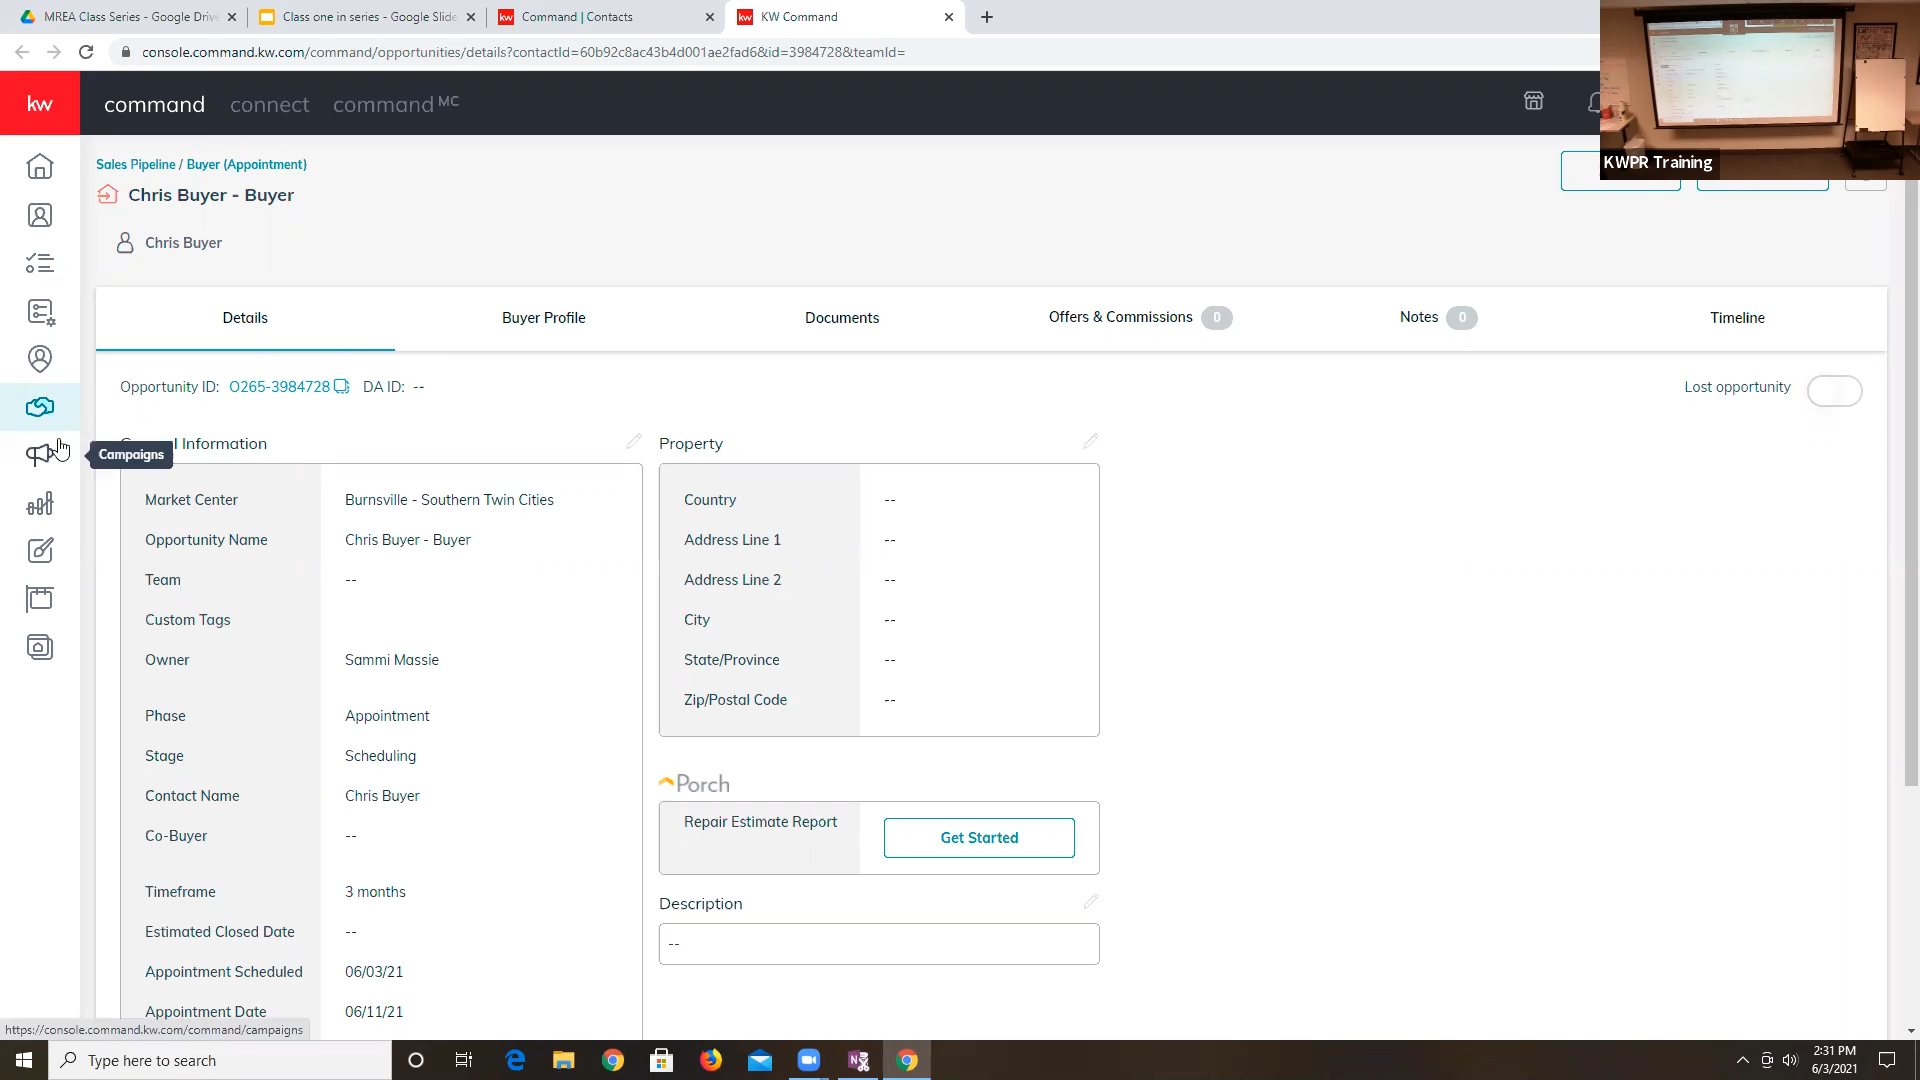 MREA Class Series - Google Drive
Class one in series - Google Slide
kw Command | Contacts
kw KW Command
console.command.kw.com/command/opportunities/details?contactId=60b92c8ac43b4d001ae2fad6&id=3984728&teamId=
kw command connect command MC
KWPR Training
Sales Pipeline / Buyer (Appointment)
Chris Buyer - Buyer
Chris Buyer
Details Buyer Profile Documents Offers & Commissions 0 Notes 0 Timeline
Opportunity ID: O265-3984728 DA ID: --
Lost opportunity
Information
Campaigns
Market Center Burnsville - Southern Twin Cities
Opportunity Name Chris Buyer - Buyer
Team --
Custom Tags
Owner Sammi Massie
Phase Appointment
Stage Scheduling
Contact Name Chris Buyer
Co-Buyer --
Timeframe 3 months
Estimated Closed Date --
Appointment Scheduled 06/03/21
Appointment Date 06/11/21
Property
Country --
Address Line 1 --
Address Line 2 --
City --
State/Province --
Zip/Postal Code --
Porch
Repair Estimate Report Get Started
Description
--
https://console.command.kw.com/command/campaigns
Type here to search
2:31 PM
6/3/2021